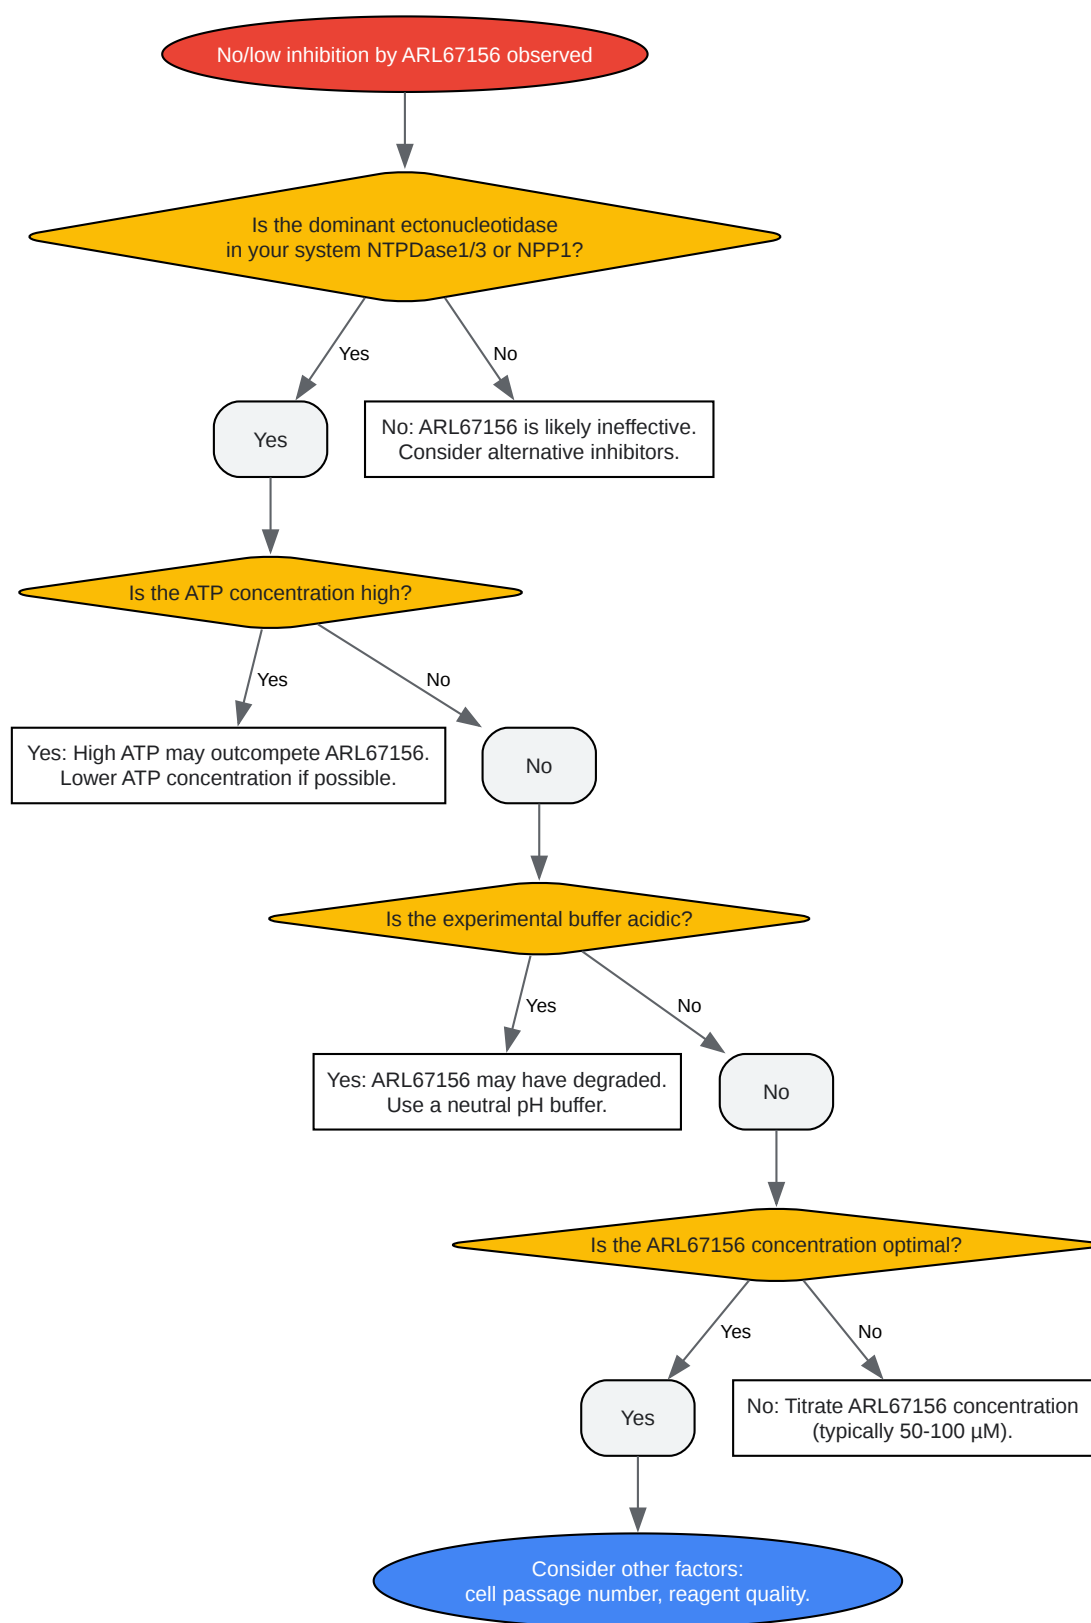 No/low inhibition by ARL67156 observed
Is the dominant ectonucleotidase
in your system NTPDase1/3 or NPP1?
Yes
No
Yes
No: ARL67156 is likely ineffective.
Consider alternative inhibitors.
Is the ATP concentration high?
Yes
No
Yes: High ATP may outcompete ARL67156.
Lower ATP concentration if possible.
No
Is the experimental buffer acidic?
Yes
No
Yes: ARL67156 may have degraded.
Use a neutral pH buffer.
No
Is the ARL67156 concentration optimal?
Yes
No
Yes
No: Titrate ARL67156 concentration
(typically 50-100 µM).
Consider other factors:
cell passage number, reagent quality.